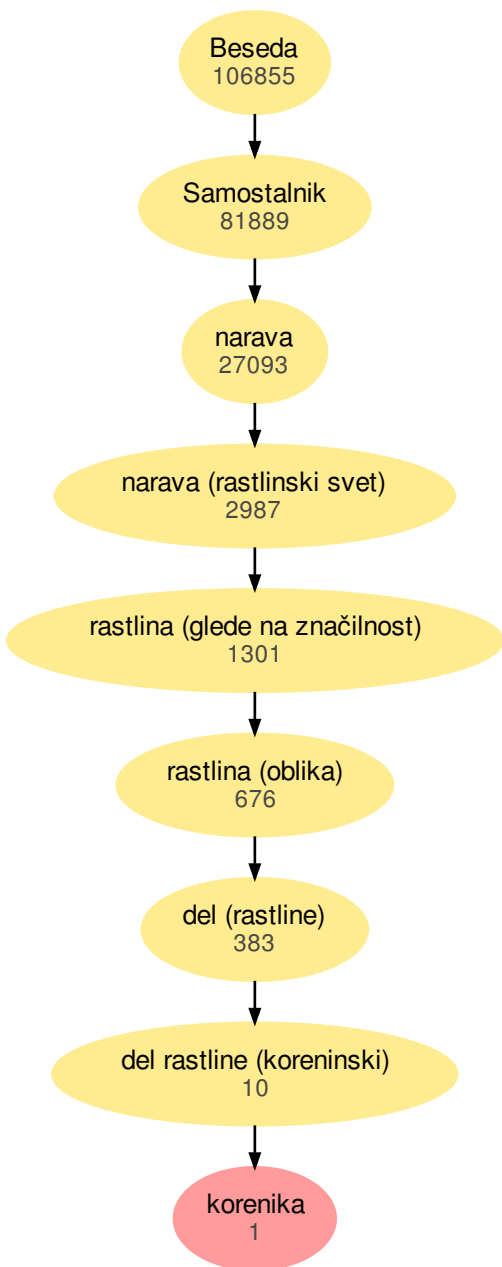 Beseda
106855
Samostalnik
81889
narava
27093
narava (rastlinski svet)
2987
rastlina (glede na značilnost)
1301
rastlina (oblika)
676
del (rastline)
383
del rastline (koreninski)
10
korenika
1